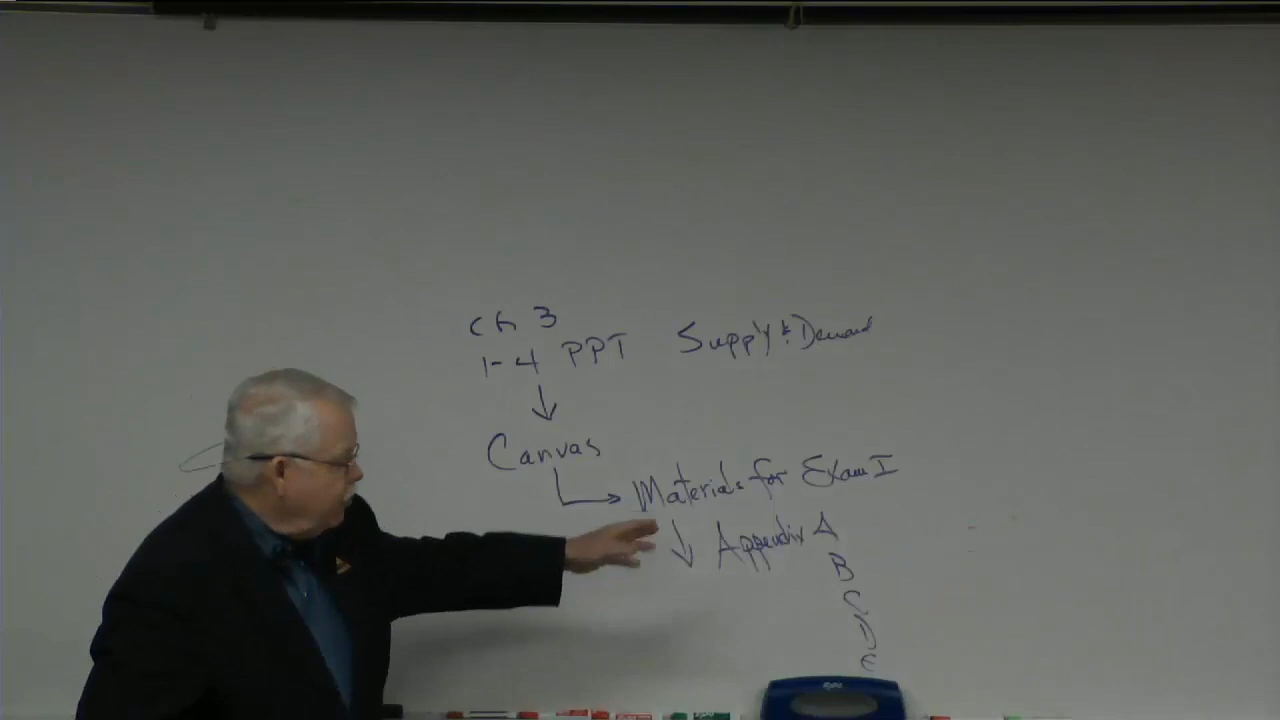 Ch 3
1-4 PPT Supply & Demand
Canvas
Materials for Exam I
Appendix A
B
C
D
E